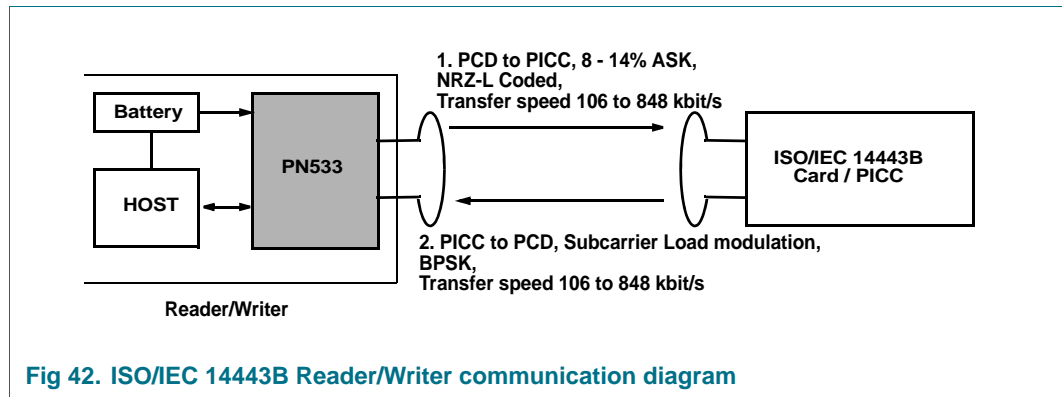 1. PCD to PICC, 8 - 14% ASK,
NRZ-L Coded,
Transfer speed 106 to 848 kbit/s
Battery
PN533
HOST
ISO/IEC 14443B
Card / PICC
2. PICC to PCD, Subcarrier Load modulation,
BPSK,
Transfer speed 106 to 848 kbit/s
Reader/Writer
Fig 42. ISO/IEC 14443B Reader/Writer communication diagram